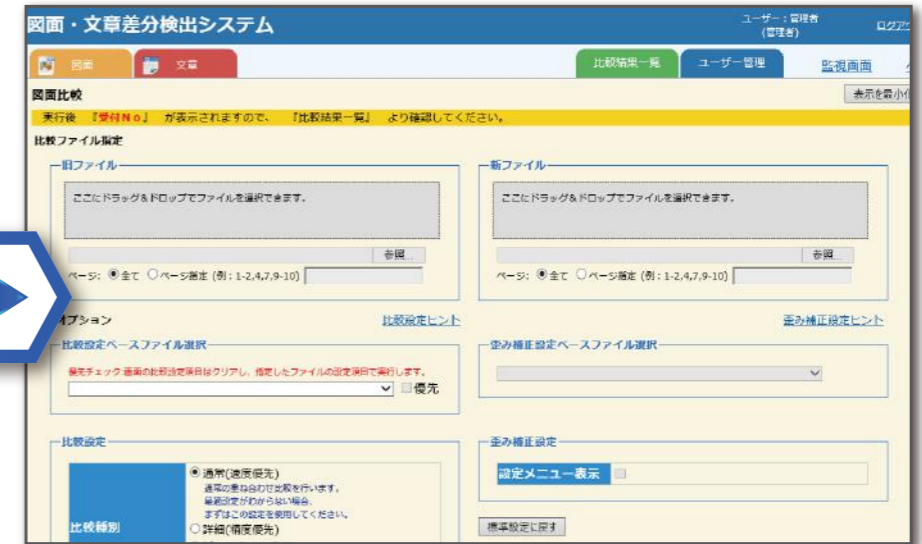 図面・文章差分検出システム
ユーザー：管理者
(管理者)
ログアウ
図面
文章
比較結果一覧
ユーザー管理
監視画面
図面比較
表示を最小化
実行後 『受付No』 が表示されますので、 『比較結果一覧』 より確認してください。
比較ファイル指定
旧ファイル
新ファイル
ここにドラッグ&ドロップでファイルを選択できます。
ここにドラッグ&ドロップでファイルを選択できます。
参照...
参照...
ページ: 全て ページ指定 (例：1-2,4,7,9-10)
ページ: 全て ページ指定 (例：1-2,4,7,9-10)
オプション
比較設定ヒント
歪み補正設定ヒント
比較設定ベースファイル選択
歪み補正設定ベースファイル選択
優先チェック:画面の比較設定項目はクリアし、指定したファイルの設定項目で実行します。
優先
比較設定
歪み補正設定
比較種別
通常(速度優先)
通常の重ね合わせ比較を行います。
最適設定がわからない場合、
まずはこの設定を使用してください。
詳細(精度優先)
設定メニュー表示
標準設定に戻す